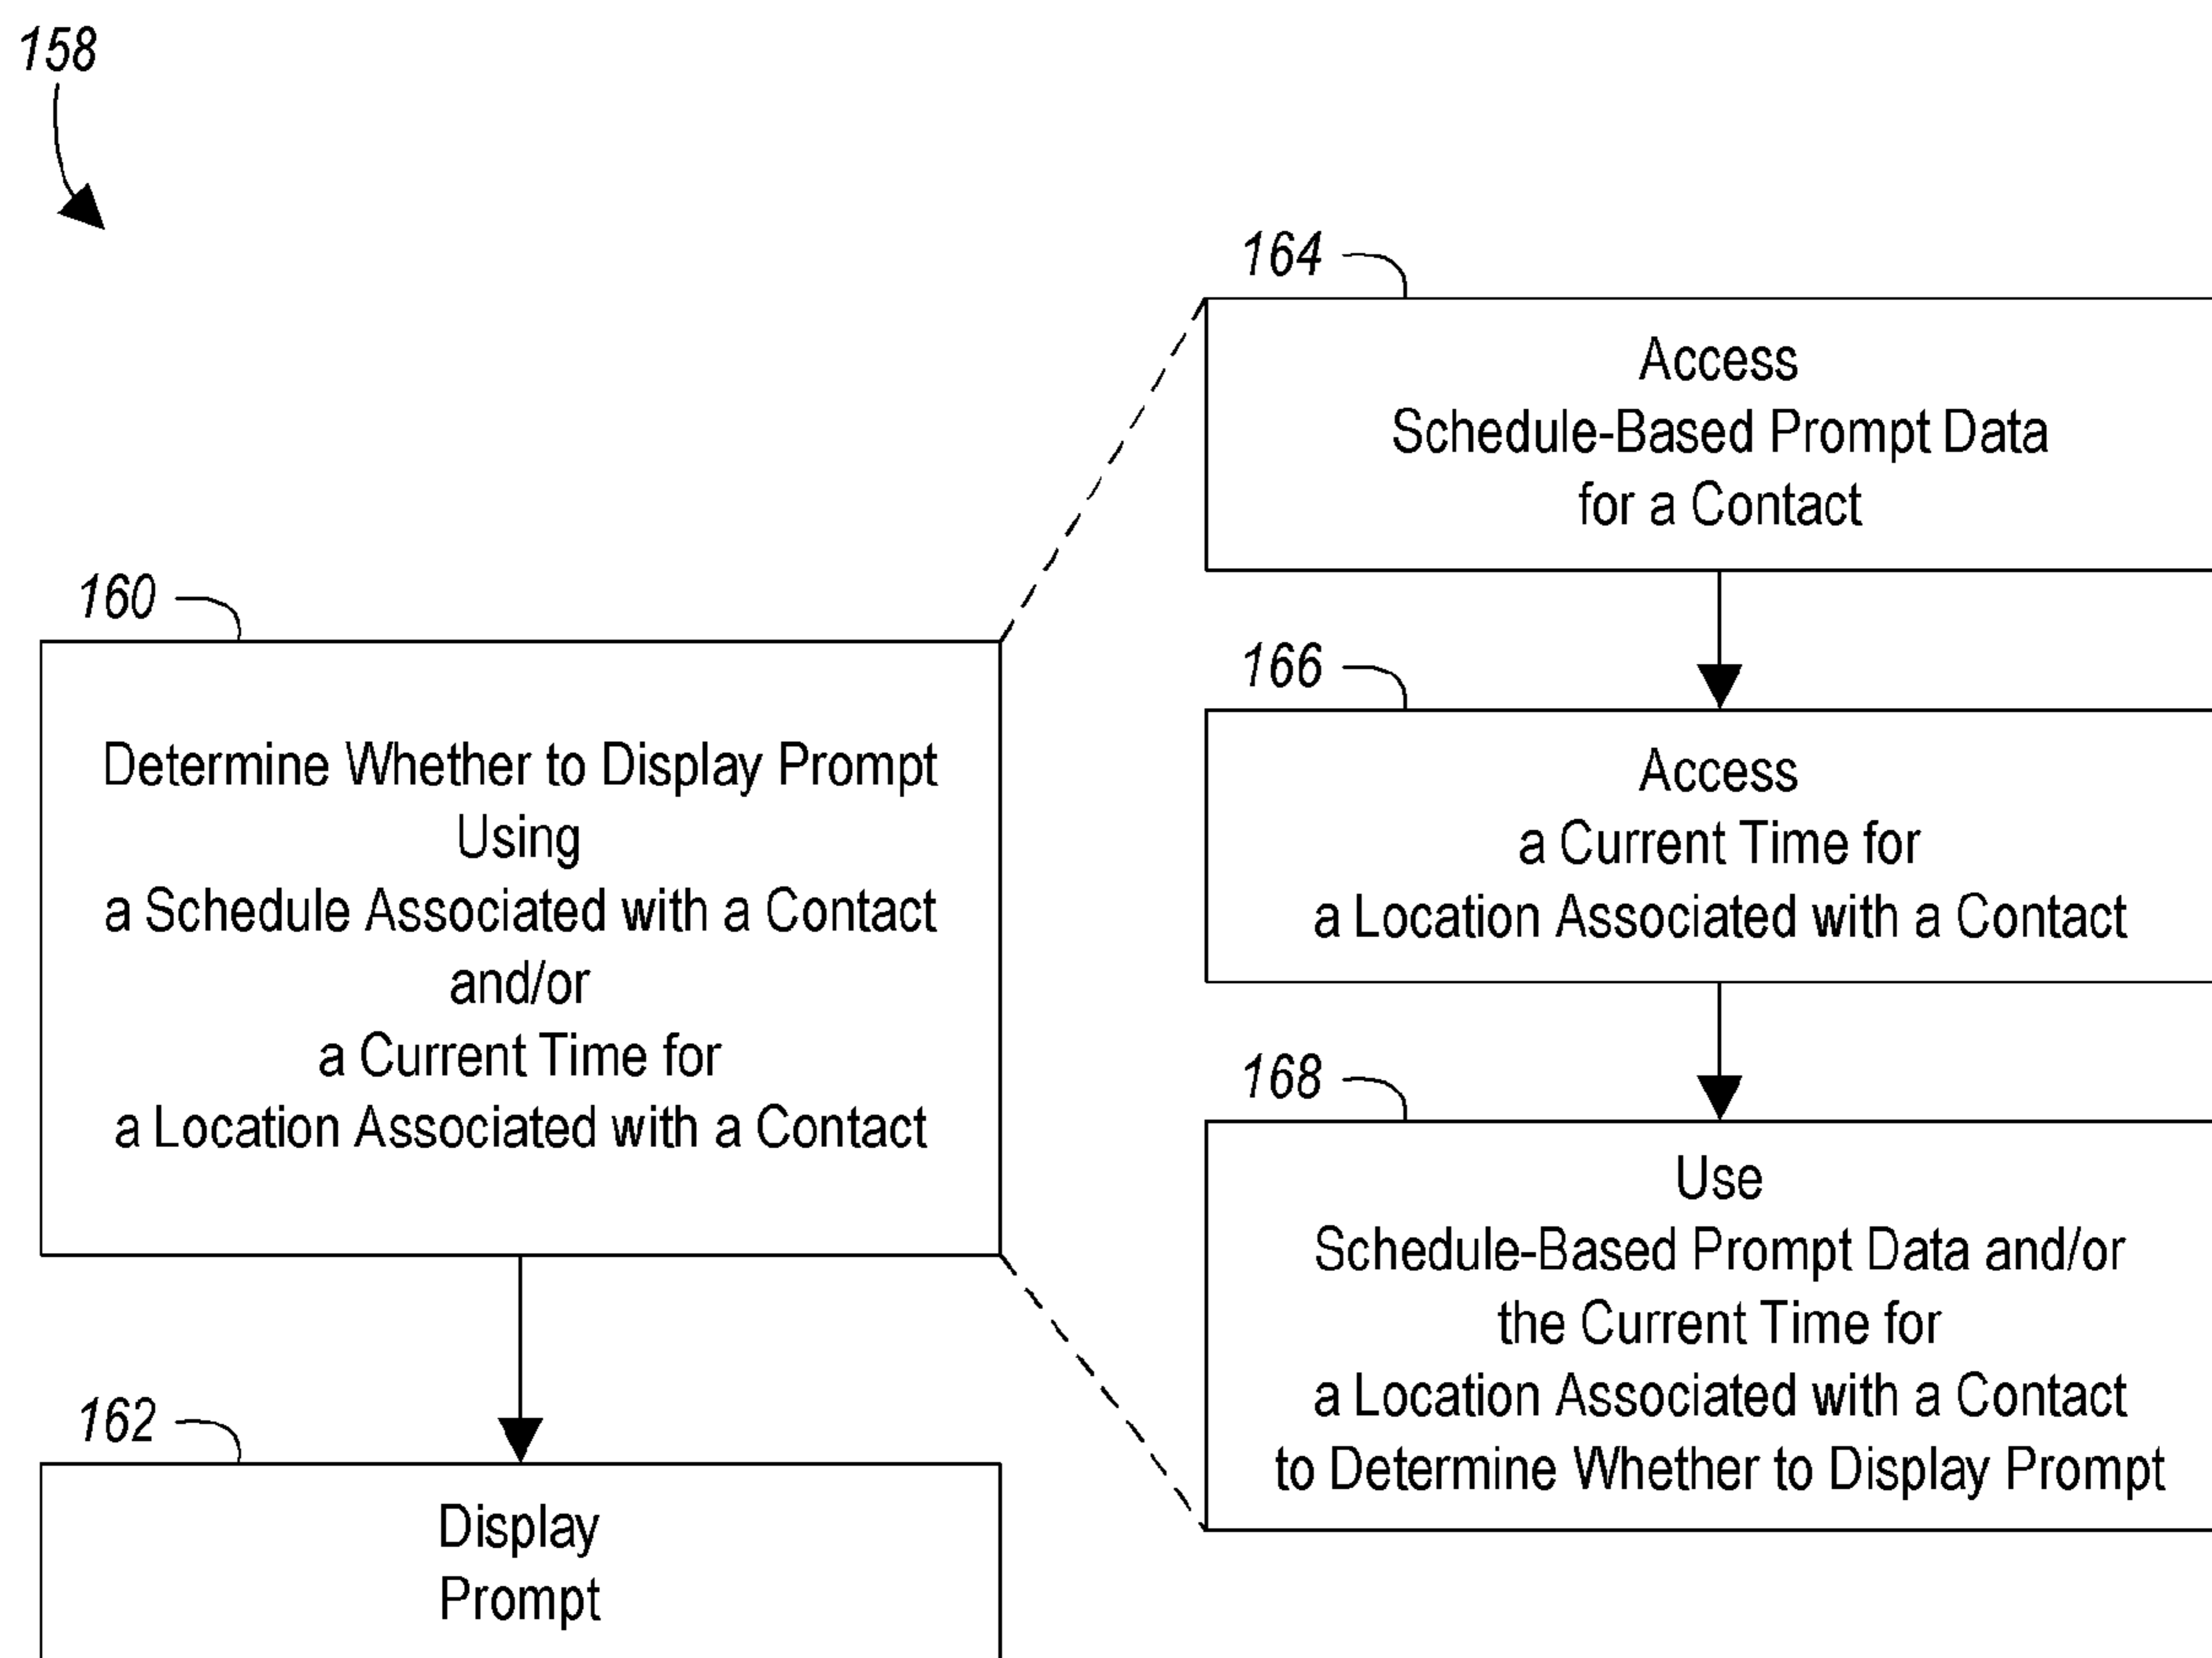 158
160
Determine Whether to Display Prompt
Using
a Schedule Associated with a Contact
and/or
a Current Time for
a Location Associated with a Contact
162
Display
Prompt
164
Access
Schedule-Based Prompt Data
for a Contact
166
Access
a Current Time for
a Location Associated with a Contact
168
Use
Schedule-Based Prompt Data and/or
the Current Time for
a Location Associated with a Contact
to Determine Whether to Display Prompt